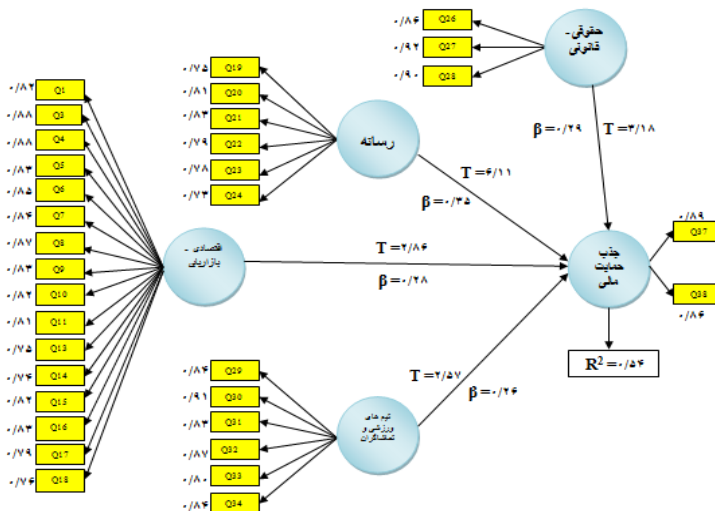 حقوقی-
قانونی
۰/۸۶ Q26
۰/۹۲ Q27
۰/۹۰ Q28
β =۰/۲۹
T =۳/۱۸
رسانه
۰/۷۵ Q19
۰/۸۱ Q20
۰/۸۳ Q21
۰/۷۹ Q22
۰/۷۸ Q23
۰/۷۳ Q24
T =۶/۱۱
β =۰/۳۵
۰/۸۲ Q1
۰/۸۸ Q3
۰/۸۸ Q4
۰/۸۳ Q5
۰/۸۵ Q6
۰/۸۴ Q7
۰/۸۷ Q8
۰/۸۳ Q9
۰/۸۲ Q10
۰/۸۱ Q11
۰/۷۵ Q13
۰/۷۴ Q14
۰/۸۲ Q15
۰/۸۳ Q16
۰/۷۹ Q17
۰/۷۶ Q18
اقتصادی -
بازاریابی
T =۲/۸۶
β =۰/۲۸
جذب
حمایت
مالی
۰/۸۹
Q37
Q38
۰/۸۶
R² =۰/۵۴
T =۲/۵۷
β =۰/۲۶
تیم های
ورزشی و
تماشاگران
۰/۸۴ Q29
۰/۹۱ Q30
۰/۸۳ Q31
۰/۸۷ Q32
۰/۸۰ Q33
۰/۸۴ Q34